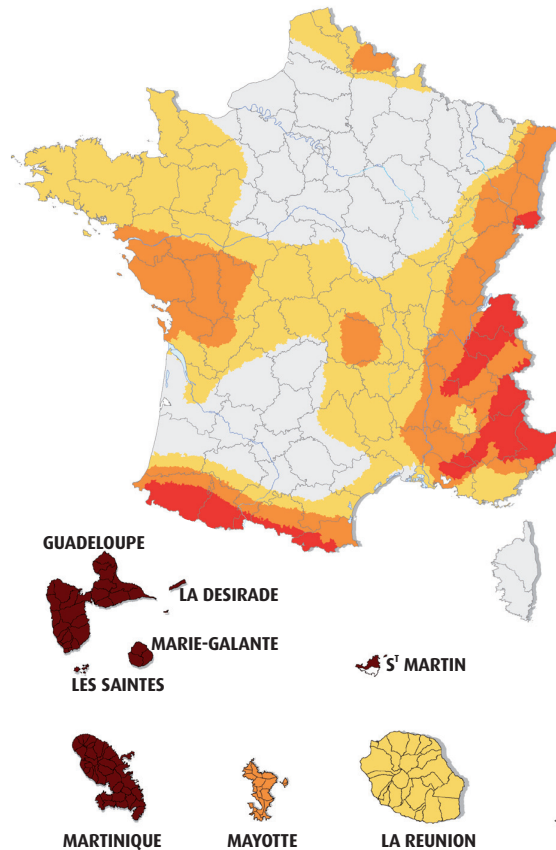 GUADELOUPE
LA DESIRADE
MARIE-GALANTE
LES SAINTES
Sᵀ MARTIN
MARTINIQUE
MAYOTTE
LA REUNION